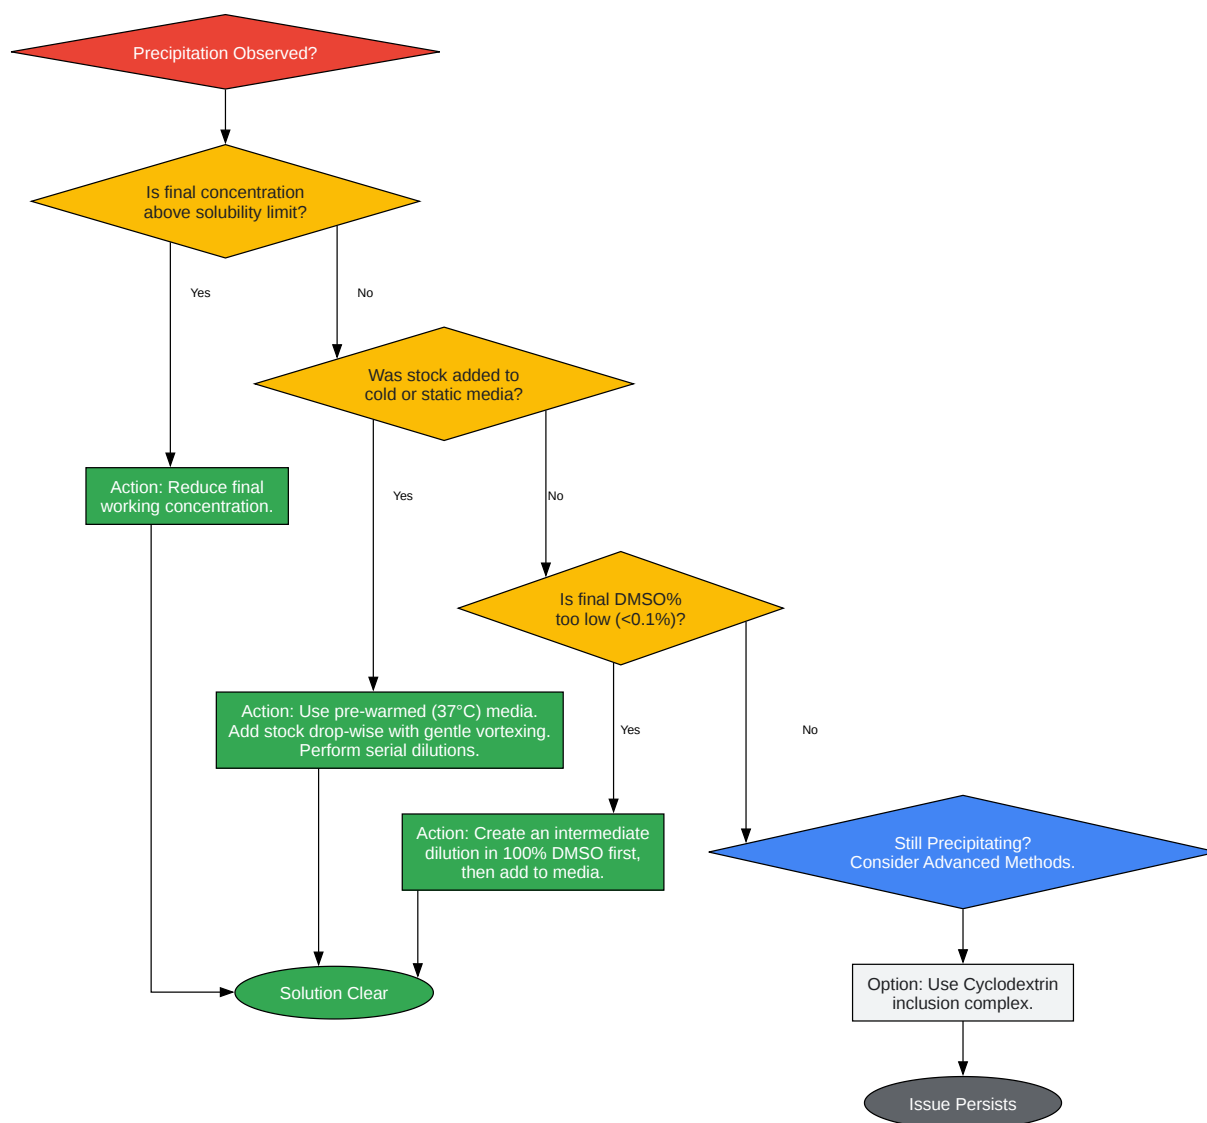 Precipitation Observed?
Is final concentration
above solubility limit?
Yes
No
Was stock added to
cold or static media?
Action: Reduce final
working concentration.
Yes
No
Is final DMSO%
too low (<0.1%)?
Action: Use pre-warmed (37°C) media.
Add stock drop-wise with gentle vortexing.
Perform serial dilutions.
Yes
No
Action: Create an intermediate
dilution in 100% DMSO first,
then add to media.
Still Precipitating?
Consider Advanced Methods.
Solution Clear
Option: Use Cyclodextrin
inclusion complex.
Issue Persists